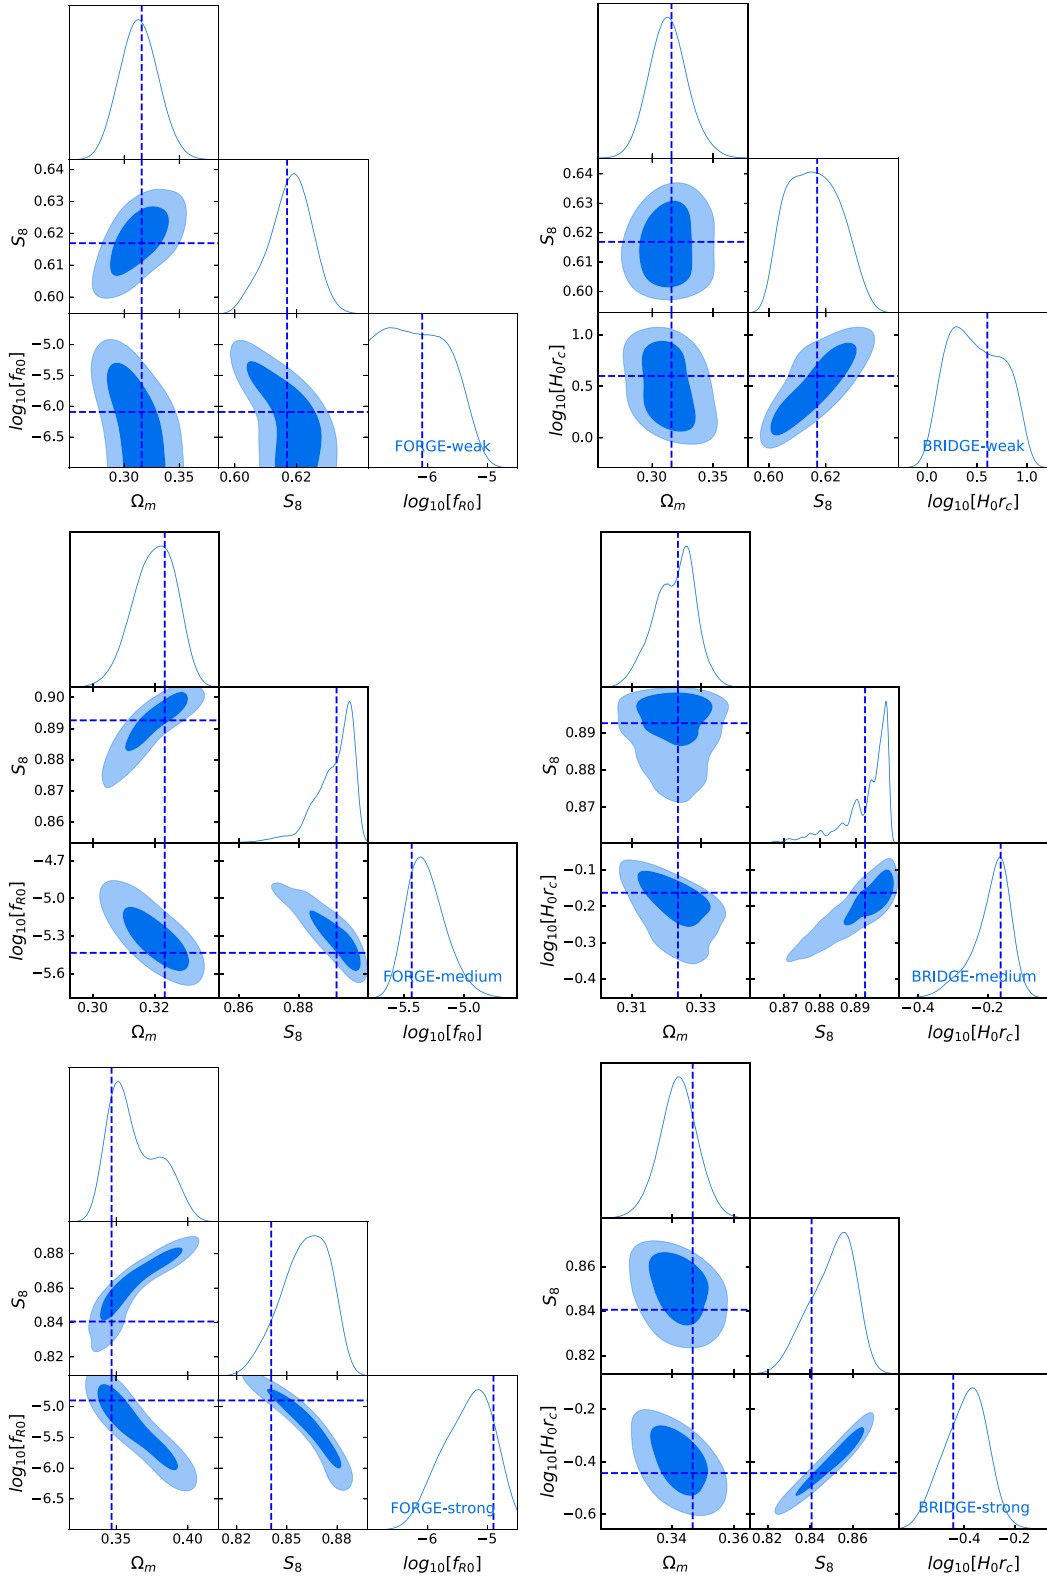 0.64
0.63
0.62
0.61
0.60
S8
−5.0
−5.5
−6.0
−6.5
log10[fR0]
FORGE-weak
0.30 0.35
0.60 0.62
−6 −5
Ωm
S8
log10[fR0]
0.64
0.63
0.62
0.61
0.60
S8
1.0
0.5
0.0
log10[H0rc]
BRIDGE-weak
0.30 0.35
0.60 0.62
0.0 0.5 1.0
Ωm
S8
log10[H0rc]
0.90
0.89
0.88
0.87
0.86
S8
−4.7
−5.0
−5.3
−5.6
log10[fR0]
FORGE-medium
0.30 0.32
0.86 0.88
−5.5 −5.0
Ωm
S8
log10[fR0]
0.89
0.88
0.87
S8
−0.1
−0.2
−0.3
−0.4
log10[H0rc]
BRIDGE-medium
0.31 0.33
0.87 0.88 0.89
−0.4 −0.2
Ωm
S8
log10[H0rc]
0.88
0.86
0.84
0.82
S8
−5.0
−5.5
−6.0
−6.5
log10[fR0]
FORGE-strong
0.35 0.40
0.82 0.85 0.88
−6 −5
Ωm
S8
log10[fR0]
0.86
0.84
0.82
S8
−0.2
−0.4
−0.6
log10[H0rc]
BRIDGE-strong
0.34 0.36
0.82 0.84 0.86
−0.4 −0.2
Ωm
S8
log10[H0rc]